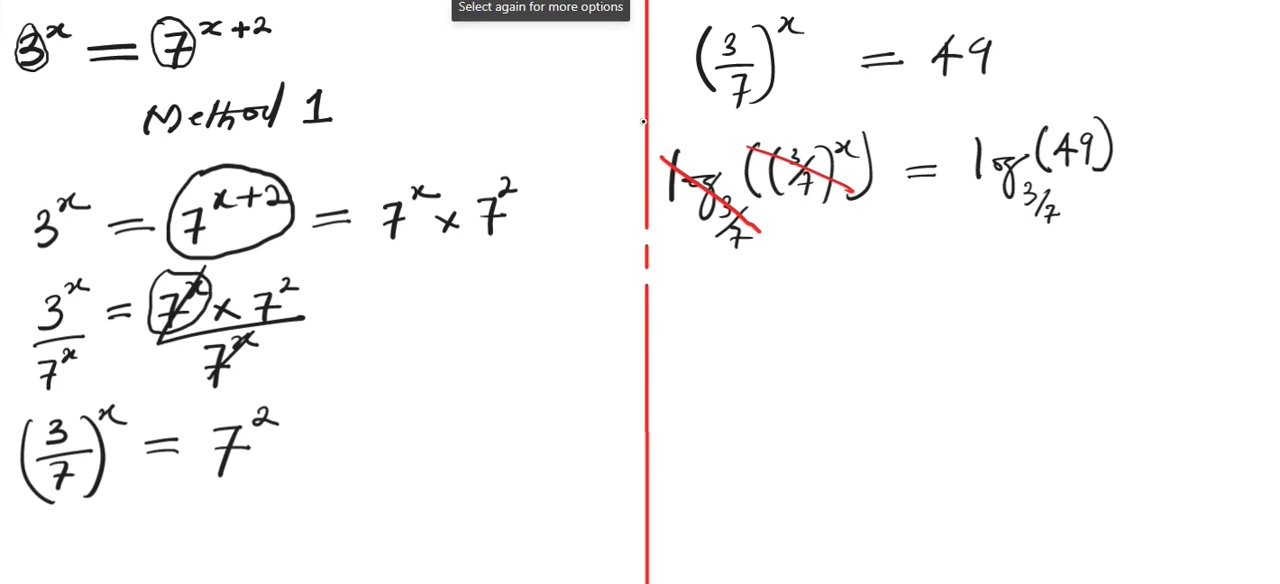 Select again for more options
3^x = 7^(x+2)
Method 1
3^x = 7^(x+2) = 7^x × 7^2
3^x/7^x = (7^x × 7^2)/7^x
(3/7)^x = 7^2
(3/7)^x = 49
log_(3/7)((3/7)^x) = log_(3/7)(49)